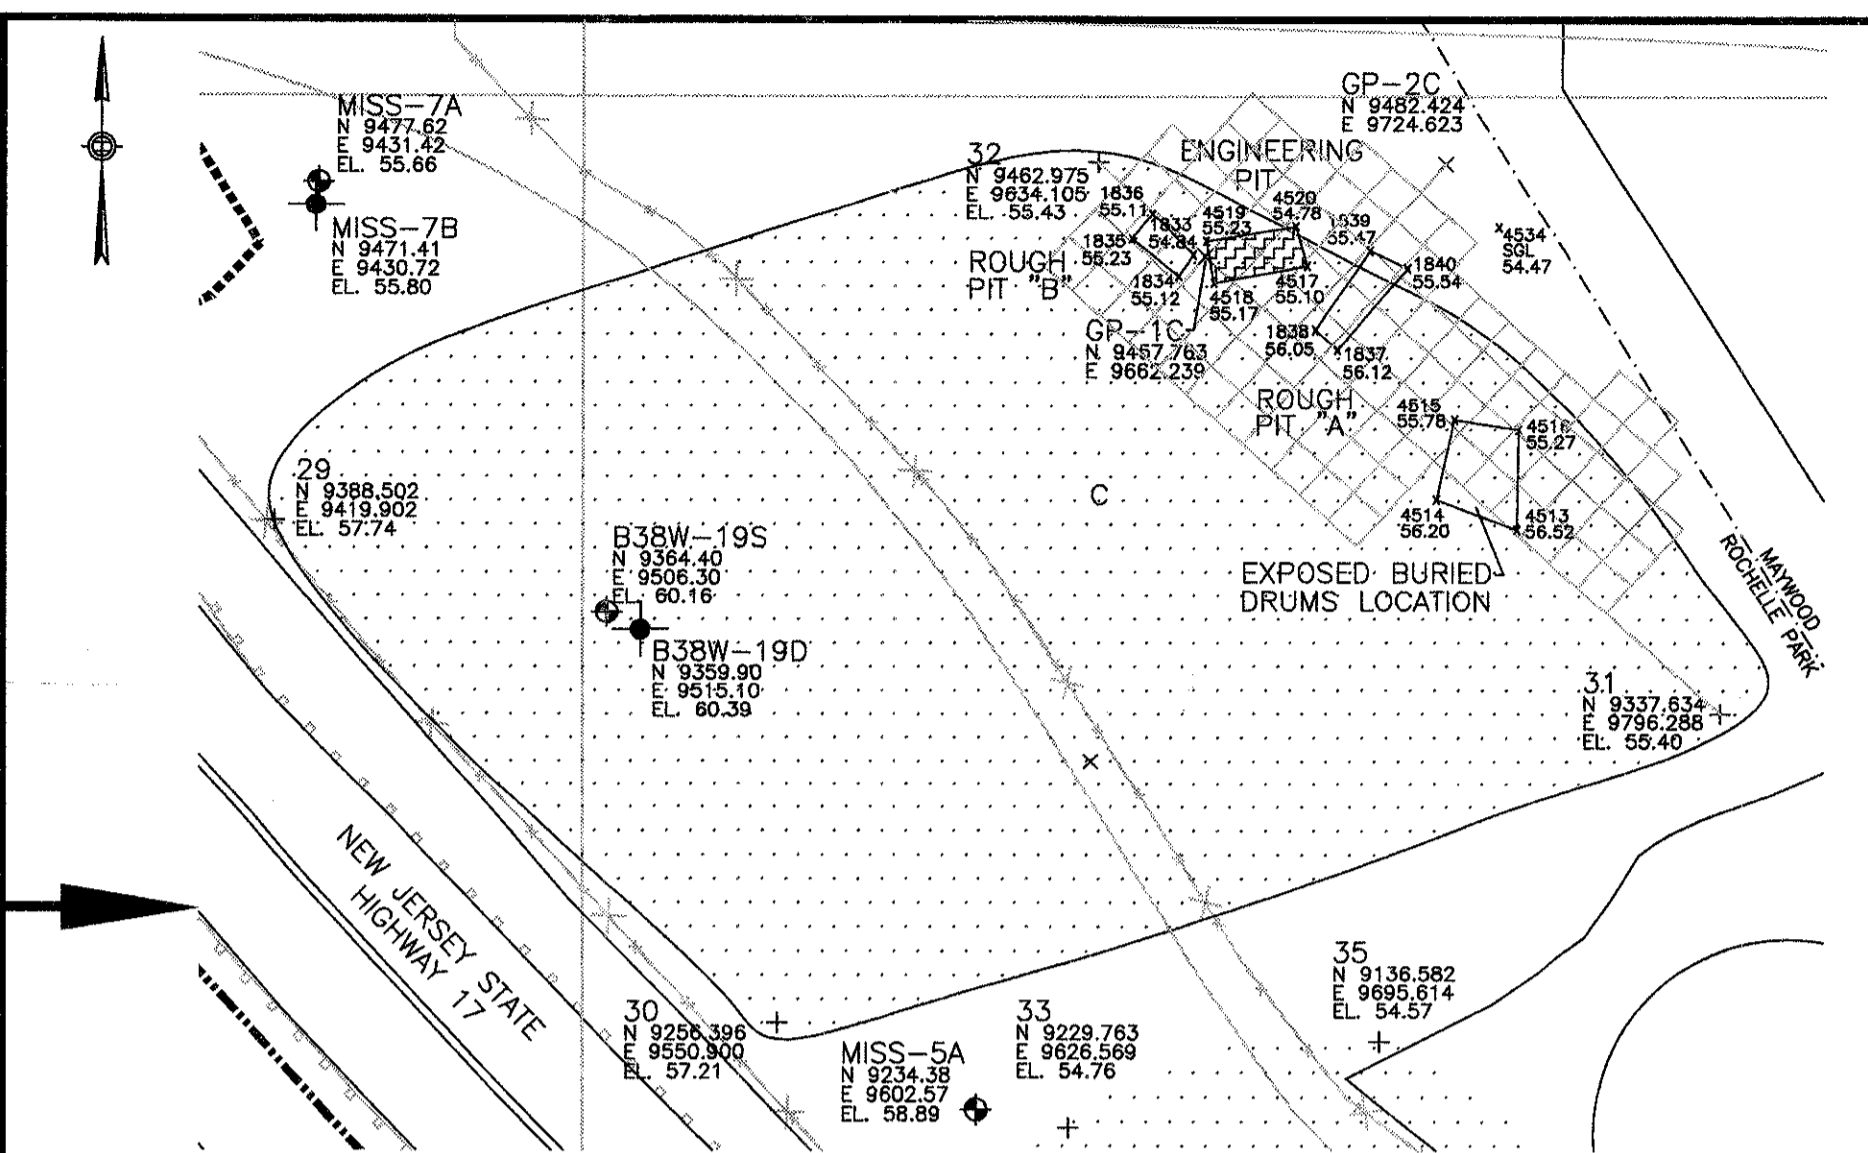 MISS-7A
N 9477.62
E 9431.42
EL. 55.66
MISS-7B
N 9471.41
E 9430.72
EL. 55.80
GP-2C
N 9482.424
E 9724.623
32
N 9462.975
E 9634.105
EL. 55.43
ENGINEERING
PIT
1836
55.11
1833
54.84
4519
55.23
4520
54.78
1839
55.47
1835
55.23
1834
55.12
4518
55.17
4517
55.10
1840
55.54
4534
SGL
54.47
ROUGH
PIT "B"
GP-1C
N 9457.763
E 9662.239
1838
56.05
1837
56.12
ROUGH
PIT "A"
4515
55.78
4516
55.27
4514
56.20
4513
56.52
EXPOSED BURIED
DRUMS LOCATION
MAYWOOD
ROCHELLE PARK
29
N 9388.502
E 9419.902
EL. 57.74
C
B38W-19S
N 9364.40
E 9506.30
EL. 60.16
B38W-19D
N 9359.90
E 9515.10
EL. 60.39
31
N 9337.634
E 9796.288
EL. 55.40
NEW JERSEY STATE
HIGHWAY 17
30
N 9256.396
E 9550.900
EL. 57.21
MISS-5A
N 9234.38
E 9602.57
EL. 58.89
33
N 9229.763
E 9626.569
EL. 54.76
35
N 9136.582
E 9695.614
EL. 54.57